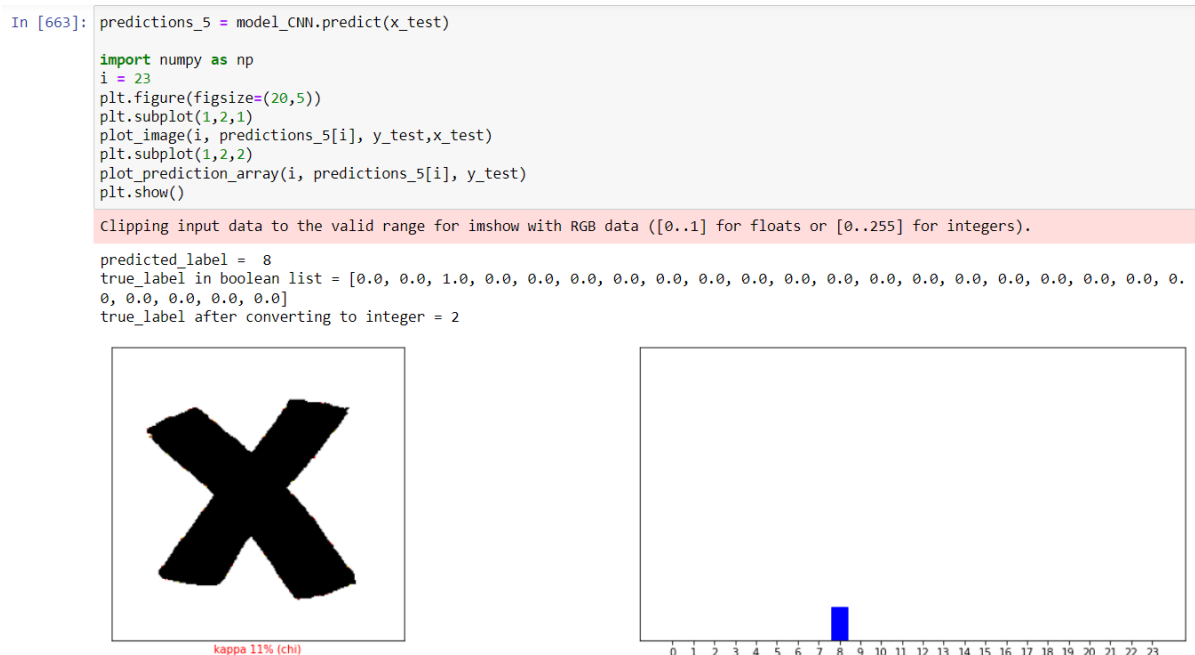 In [663]: predictions_5 = model_CNN.predict(x_test)
import numpy as np
i = 23
plt.figure(figsize=(20,5))
plt.subplot(1,2,1)
plot_image(i, predictions_5[i], y_test,x_test)
plt.subplot(1,2,2)
plot_prediction_array(i, predictions_5[i], y_test)
plt.show()
Clipping input data to the valid range for imshow with RGB data ([0..1] for floats or [0..255] for integers).
predicted_label =  8
true_label in boolean list = [0.0, 0.0, 1.0, 0.0, 0.0, 0.0, 0.0, 0.0, 0.0, 0.0, 0.0, 0.0, 0.0, 0.0, 0.0, 0.0, 0.0, 0.0, 0.0, 0.
0, 0.0, 0.0, 0.0, 0.0]
true_label after converting to integer = 2
kappa 11% (chi)
0 1 2 3 4 5 6 7 8 9 10 11 12 13 14 15 16 17 18 19 20 21 22 23